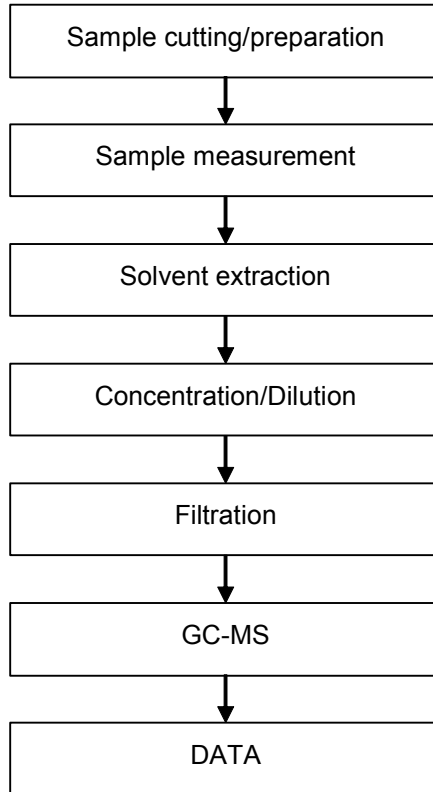 Sample cutting/preparation
Sample measurement
Solvent extraction
Concentration/Dilution
Filtration
GC-MS
DATA